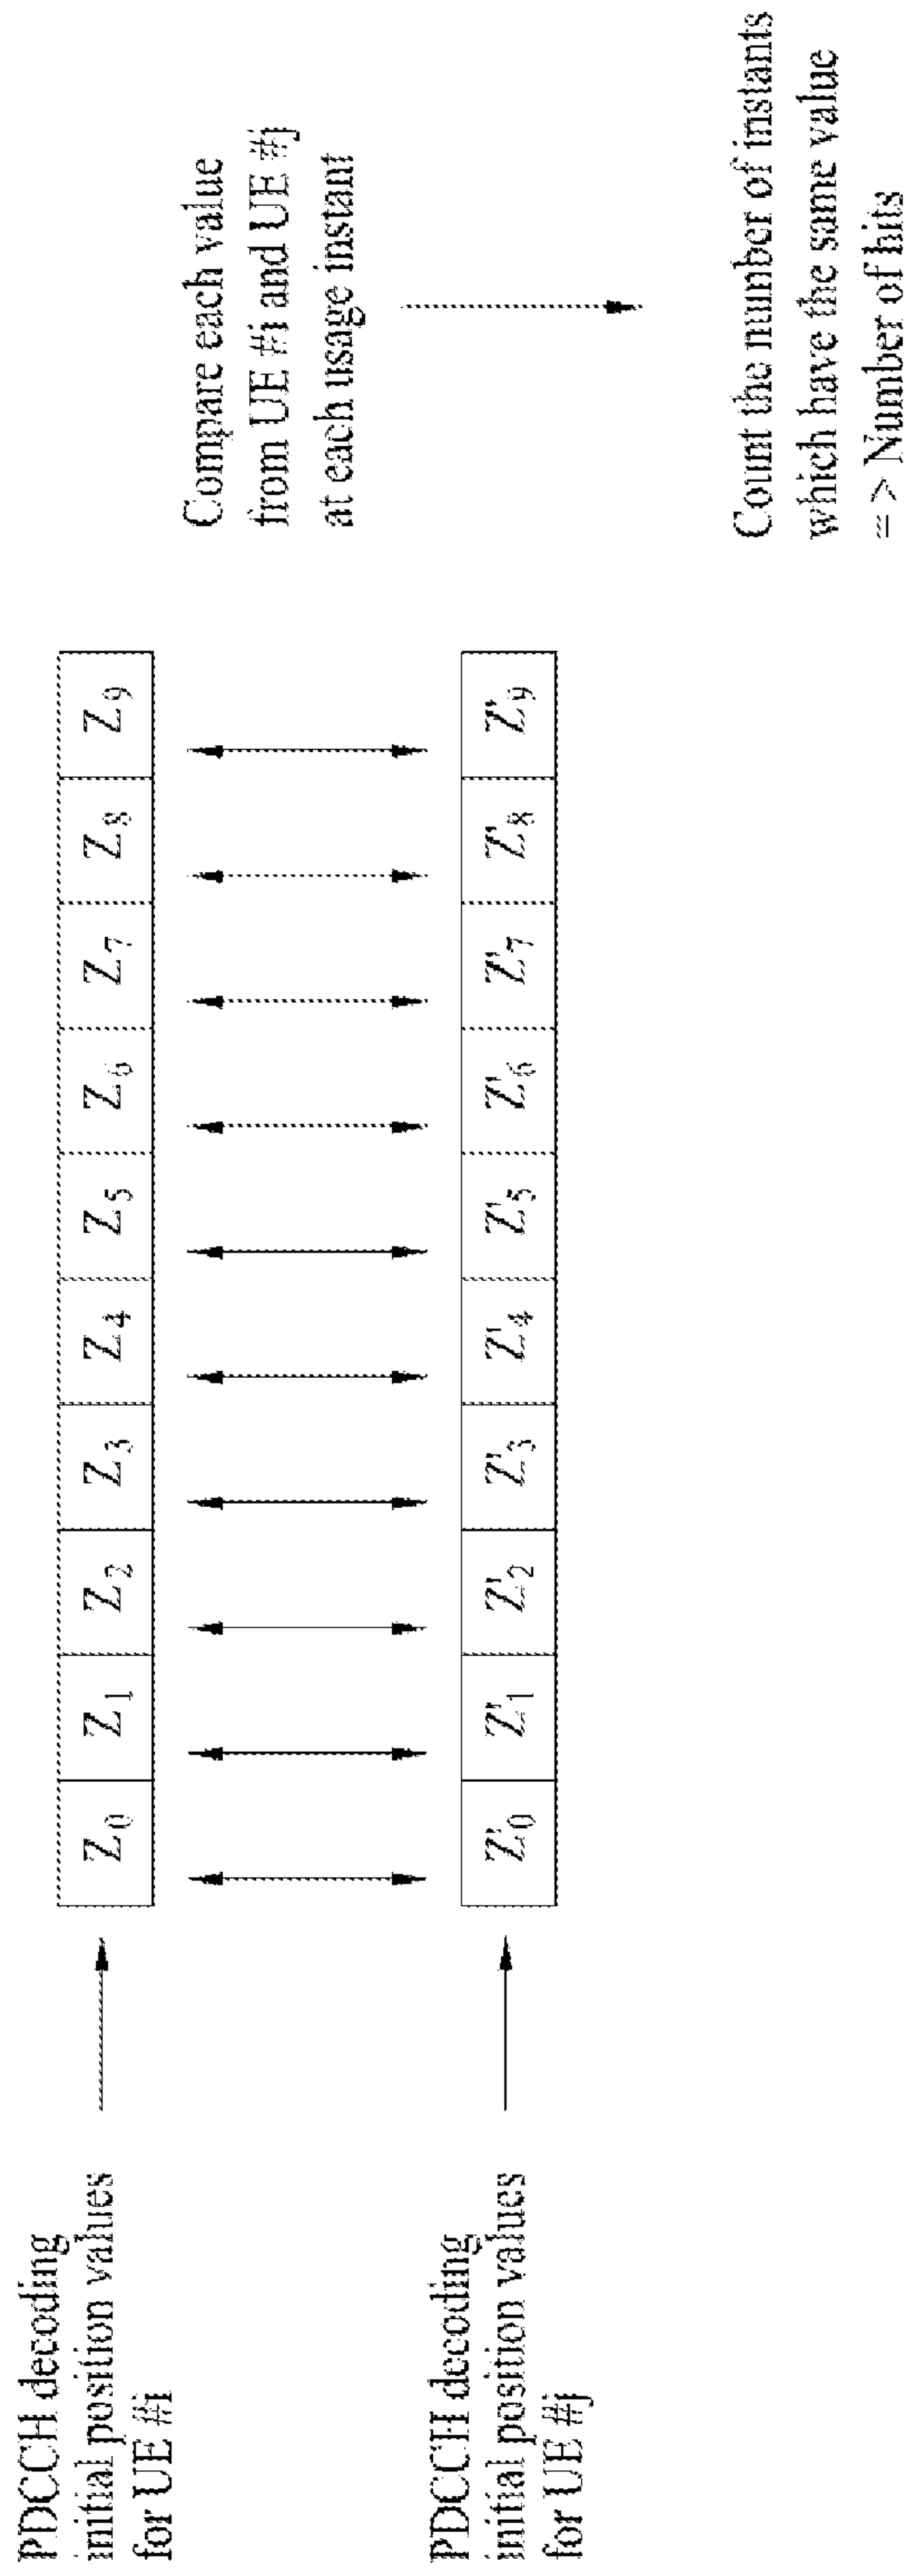 PDCCH decoding
initial position values
for UE #i
Z0 Z1 Z2 Z3 Z4 Z5 Z6 Z7 Z8 Z9
Compare each value
from UE #i and UE #j
at each usage instant
PDCCH decoding
initial position values
for UE #j
Z'0 Z'1 Z'2 Z'3 Z'4 Z'5 Z'6 Z'7 Z'8 Z'9
Count the number of instants
which have the same value
= > Number of hits